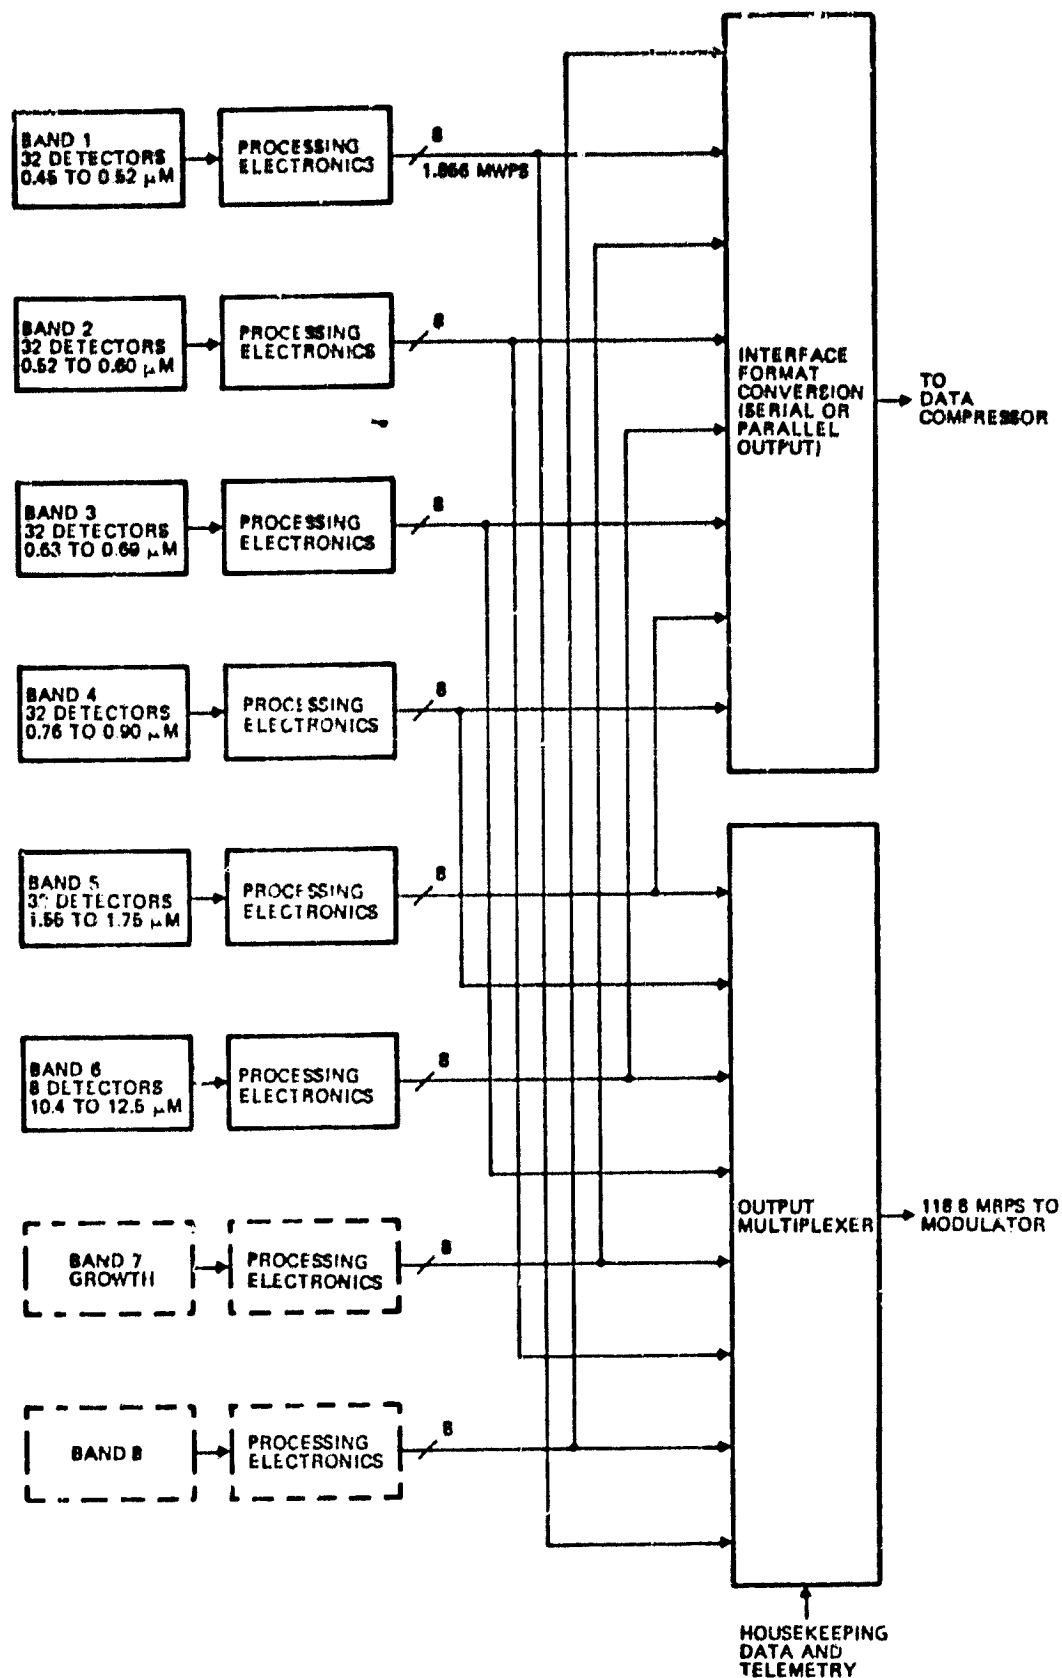 BAND 1
32 DETECTORS
0.45 TO 0.52 μM
PROCESSING
ELECTRONICS
8
1.856 MWPS
BAND 2
32 DETECTORS
0.52 TO 0.60 μM
PROCESSING
ELECTRONICS
8
INTERFACE
FORMAT
CONVERSION
(SERIAL OR
PARALLEL
OUTPUT)
TO
DATA
COMPRESSOR
BAND 3
32 DETECTORS
0.63 TO 0.69 μM
PROCESSING
ELECTRONICS
8
BAND 4
32 DETECTORS
0.76 TO 0.90 μM
PROCESSING
ELECTRONICS
8
BAND 5
32 DETECTORS
1.55 TO 1.75 μM
PROCESSING
ELECTRONICS
8
BAND 6
8 DETECTORS
10.4 TO 12.5 μM
PROCESSING
ELECTRONICS
8
OUTPUT
MULTIPLEXER
MBPS TO
MODULATOR
BAND 7
GROWTH
PROCESSING
ELECTRONICS
8
BAND 8
PROCESSING
ELECTRONICS
8
HOUSEKEEPING
DATA AND
TELEMETRY